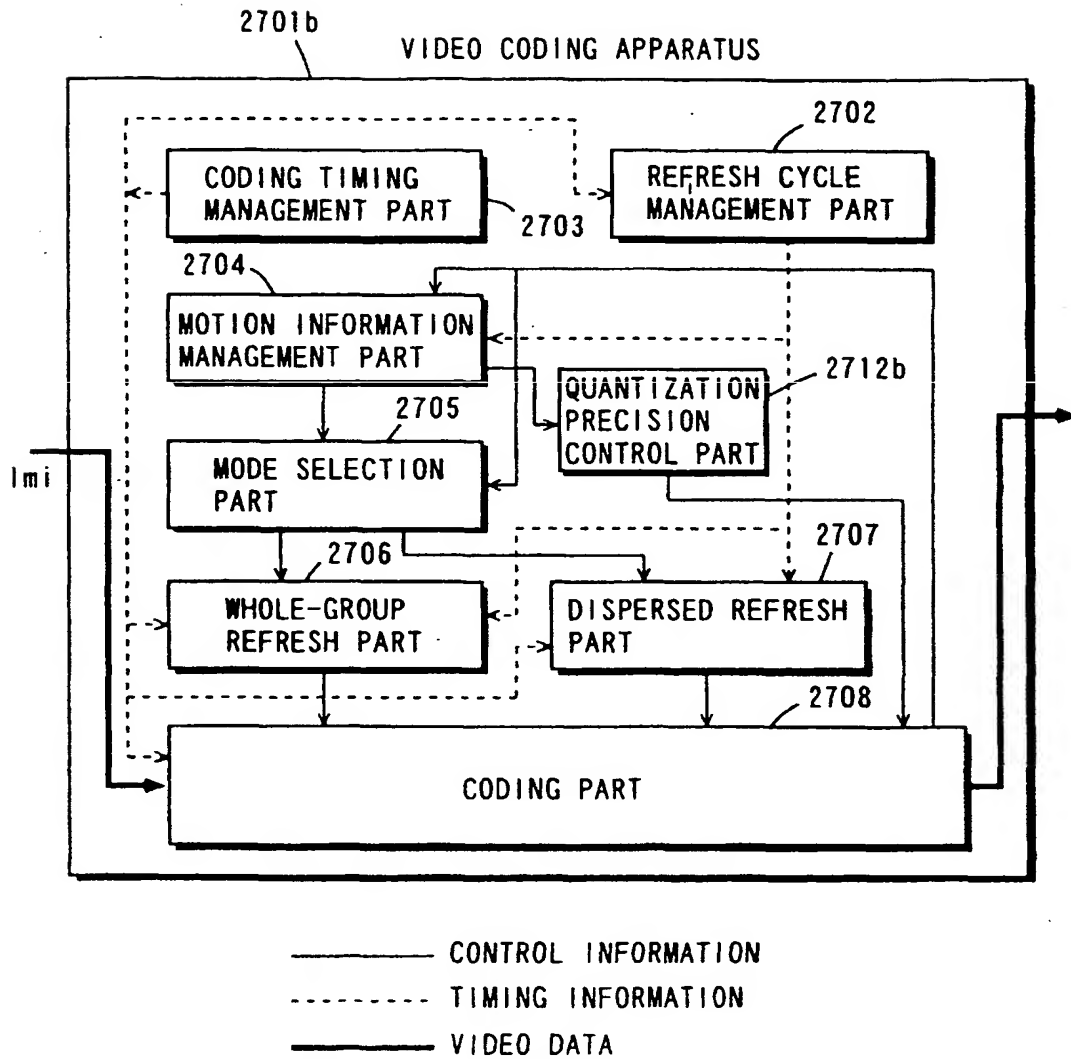 2701b
VIDEO CODING APPARATUS
2702
CODING TIMING
MANAGEMENT PART
2703
REFRESH CYCLE
MANAGEMENT PART
2704
MOTION INFORMATION
MANAGEMENT PART
2712b
QUANTIZATION
PRECISION
CONTROL PART
2705
MODE SELECTION
PART
Imi
2706
WHOLE-GROUP
REFRESH PART
2707
DISPERSED REFRESH
PART
2708
CODING PART
CONTROL INFORMATION
TIMING INFORMATION
VIDEO DATA